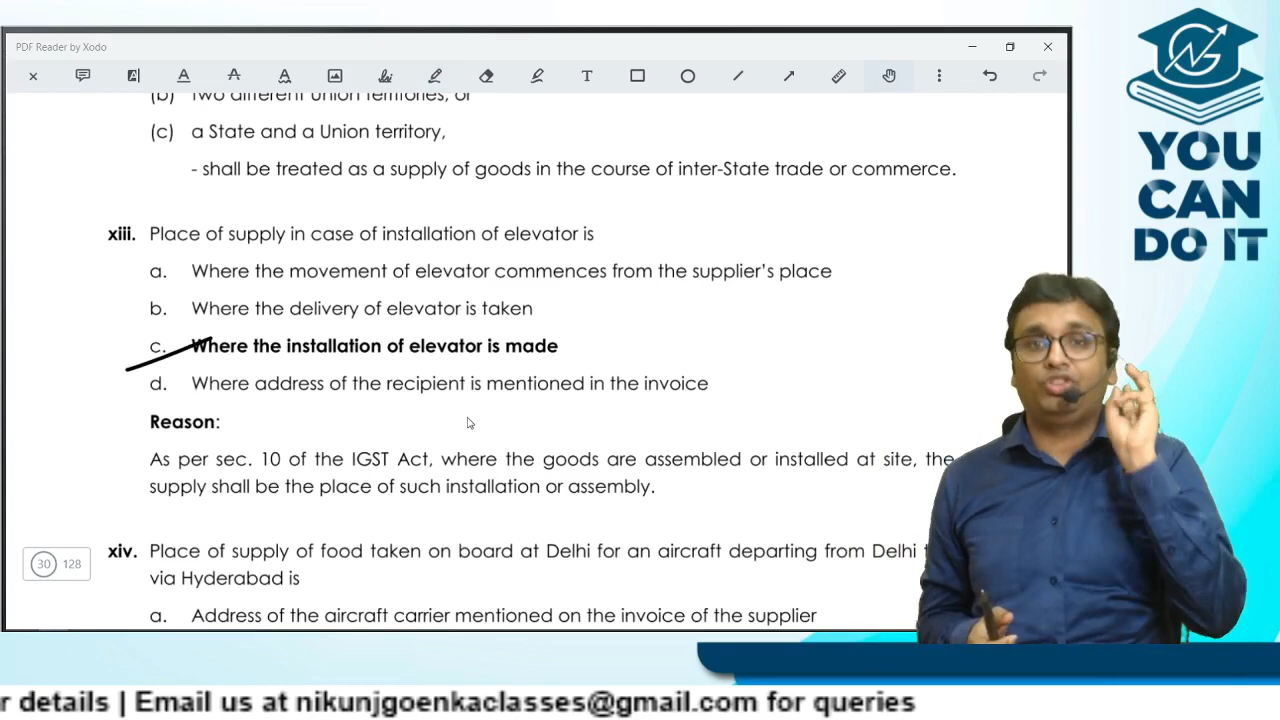 PDF Reader by Xodo
(b) Two different Union territories, or
(c) a State and a Union territory,
- shall be treated as a supply of goods in the course of inter-State trade or commerce.
xiii. Place of supply in case of installation of elevator is
a. Where the movement of elevator commences from the supplier's place
b. Where the delivery of elevator is taken
c. Where the installation of elevator is made
d. Where address of the recipient is mentioned in the invoice
Reason:
As per sec. 10 of the IGST Act, where the goods are assembled or installed at site, the
supply shall be the place of such installation or assembly.
xiv. Place of supply of food taken on board at Delhi for an aircraft departing from Delhi
via Hyderabad is
a. Address of the aircraft carrier mentioned on the invoice of the supplier
30 128
YOU
CAN
DO IT
r details | Email us at nikunjgoenkaclasses@gmail.com for queries